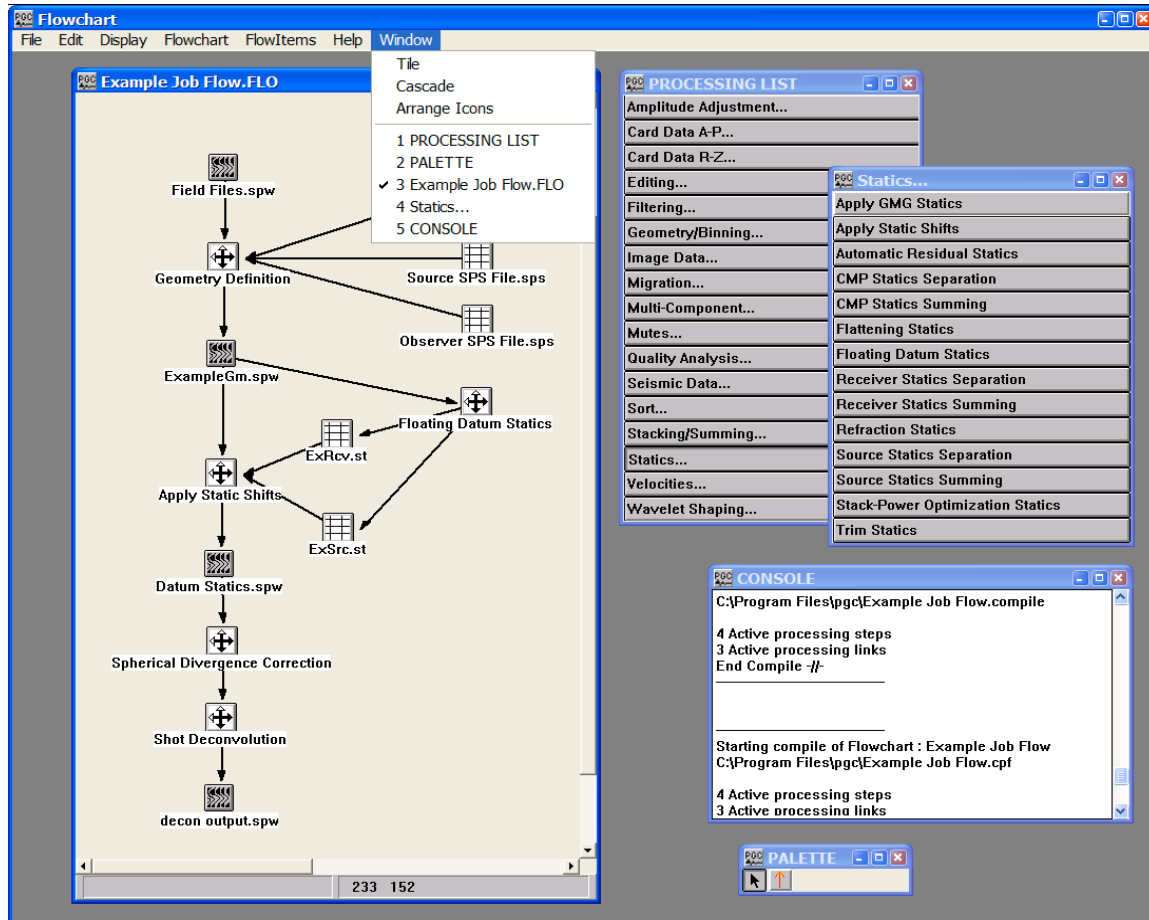 PGC Flowchart
File Edit Display Flowchart FlowItems Help Window
Tile
Cascade
Arrange Icons
1 PROCESSING LIST
2 PALETTE
✓ 3 Example Job Flow.FLO
4 Statics...
5 CONSOLE
PGC Example Job Flow.FLO
Field Files.spw
Geometry Definition
Source SPS File.sps
Observer SPS File.sps
ExampleGm.spw
Floating Datum Statics
ExRcv.st
Apply Static Shifts
ExSrc.st
Datum Statics.spw
Spherical Divergence Correction
Shot Deconvolution
decon output.spw
233 152
PGC PROCESSING LIST
Amplitude Adjustment...
Card Data A-P...
Card Data R-Z...
Editing...
Filtering...
Geometry/Binning...
Image Data...
Migration...
Multi-Component...
Mutes...
Quality Analysis...
Seismic Data...
Sort...
Stacking/Summing...
Statics...
Velocities...
Wavelet Shaping...
PGC Statics...
Apply GMG Statics
Apply Static Shifts
Automatic Residual Statics
CMP Statics Separation
CMP Statics Summing
Flattening Statics
Floating Datum Statics
Receiver Statics Separation
Receiver Statics Summing
Refraction Statics
Source Statics Separation
Source Statics Summing
Stack-Power Optimization Statics
Trim Statics
PGC CONSOLE
C:\Program Files\pgc\Example Job Flow.compile
4 Active processing steps
3 Active processing links
End Compile -//-
Starting compile of Flowchart : Example Job Flow
C:\Program Files\pgc\Example Job Flow.cpf
4 Active processing steps
3 Active processing links
PGC PALETTE